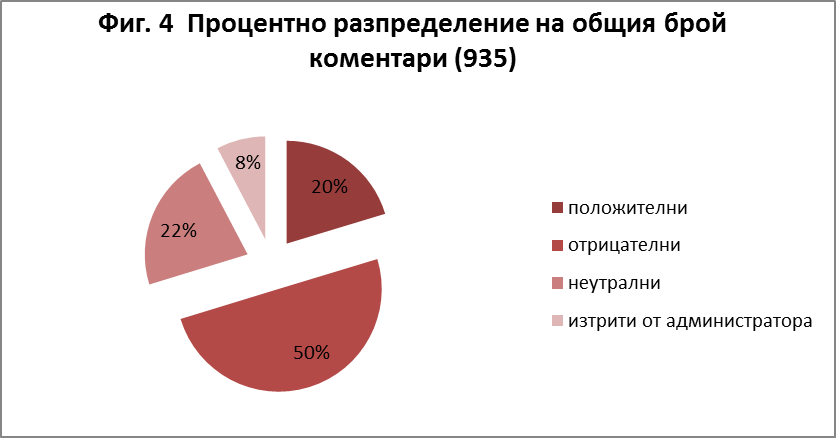 Фиг. 4  Процентно разпределение на общия брой
коментари (935)
8%
20%
22%
50%
положителни
отрицателни
неутрални
изтрити от администратора